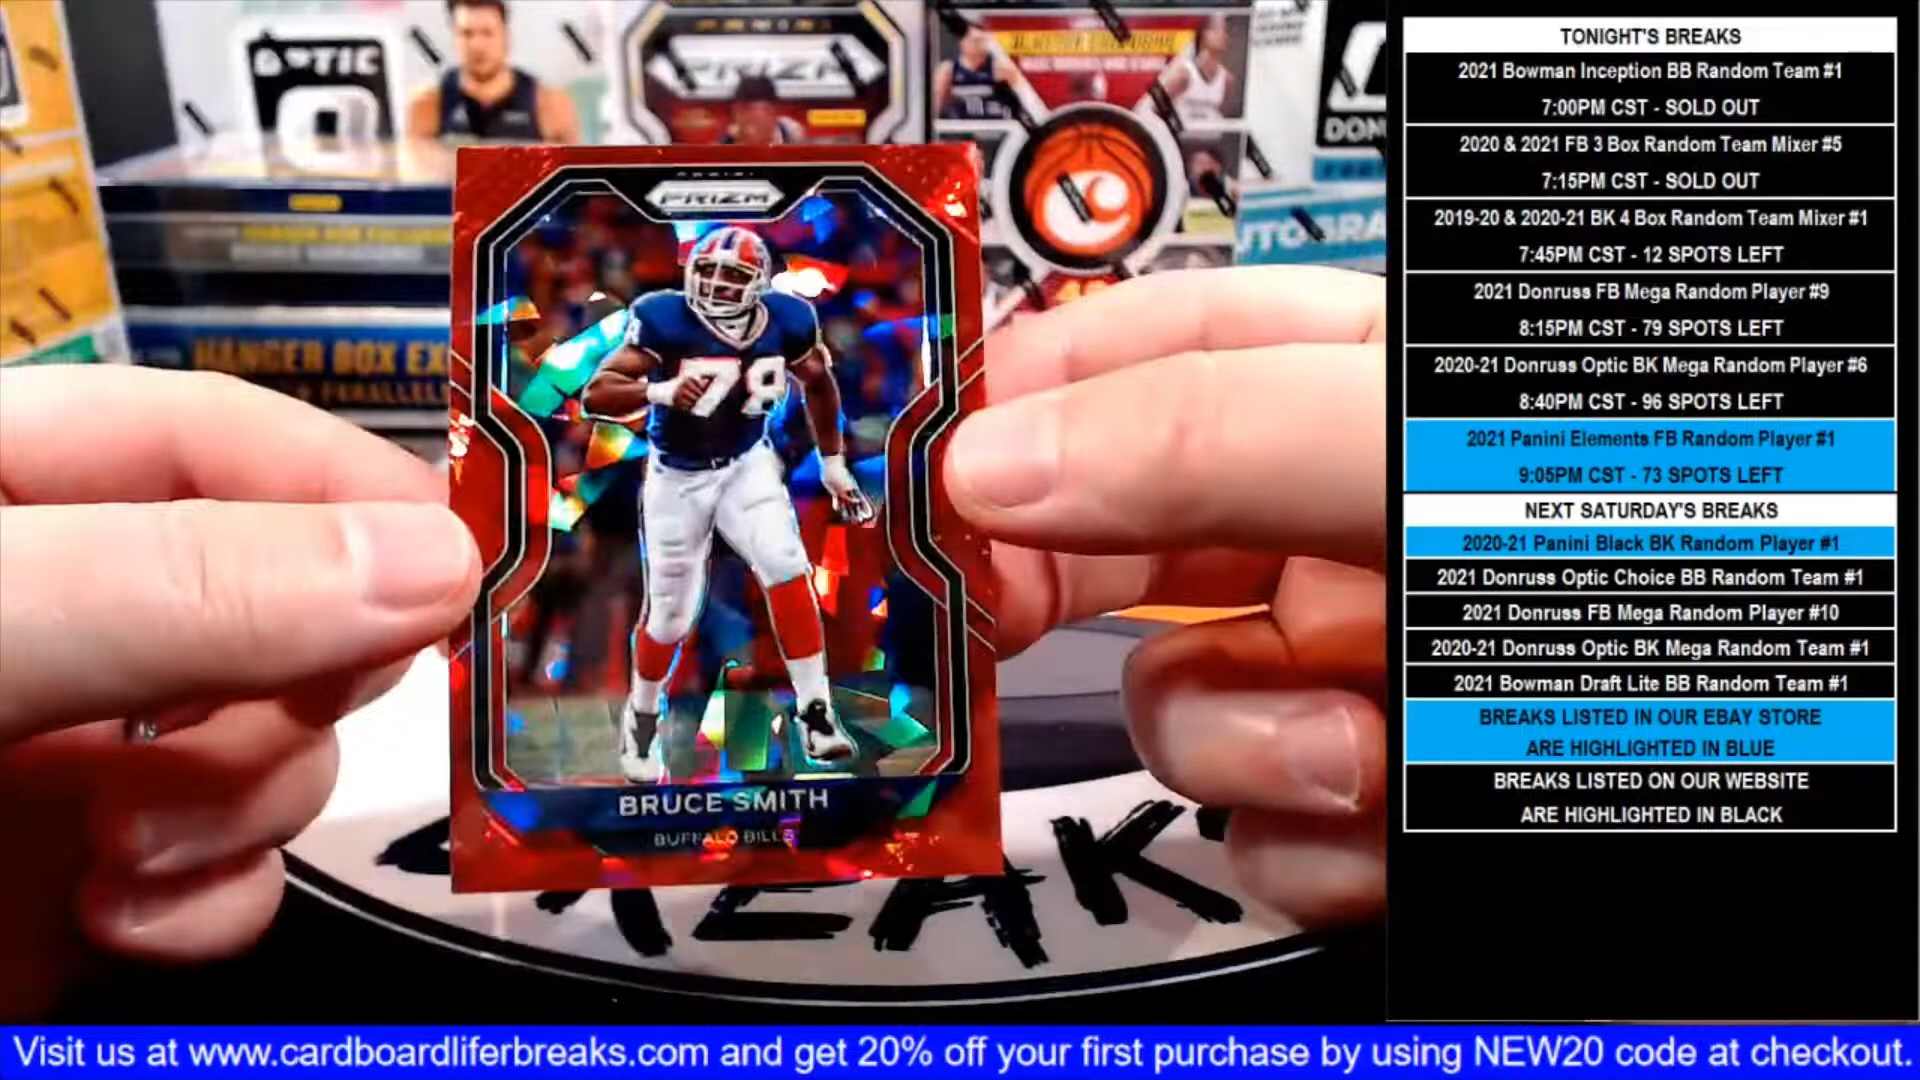 OPTIC
PRIZM
DON
AUTOGRA
HANGER BOX EX
PARALLEL
PANINI
PRIZM
78
BRUCE SMITH
BUFFALO BILLS
REAK
TONIGHT'S BREAKS
2021 Bowman Inception BB Random Team #1
7:00PM CST - SOLD OUT
2020 & 2021 FB 3 Box Random Team Mixer #5
7:15PM CST - SOLD OUT
2019-20 & 2020-21 BK 4 Box Random Team Mixer #1
7:45PM CST - 12 SPOTS LEFT
2021 Donruss FB Mega Random Player #9
8:15PM CST - 79 SPOTS LEFT
2020-21 Donruss Optic BK Mega Random Player #6
8:40PM CST - 96 SPOTS LEFT
2021 Panini Elements FB Random Player #1
9:05PM CST - 73 SPOTS LEFT
NEXT SATURDAY'S BREAKS
2020-21 Panini Black BK Random Player #1
2021 Donruss Optic Choice BB Random Team #1
2021 Donruss FB Mega Random Player #10
2020-21 Donruss Optic BK Mega Random Team #1
2021 Bowman Draft Lite BB Random Team #1
BREAKS LISTED IN OUR EBAY STORE
ARE HIGHLIGHTED IN BLUE
BREAKS LISTED ON OUR WEBSITE
ARE HIGHLIGHTED IN BLACK
Visit us at www.cardboardliferbreaks.com and get 20% off your first purchase by using NEW20 code at checkout.